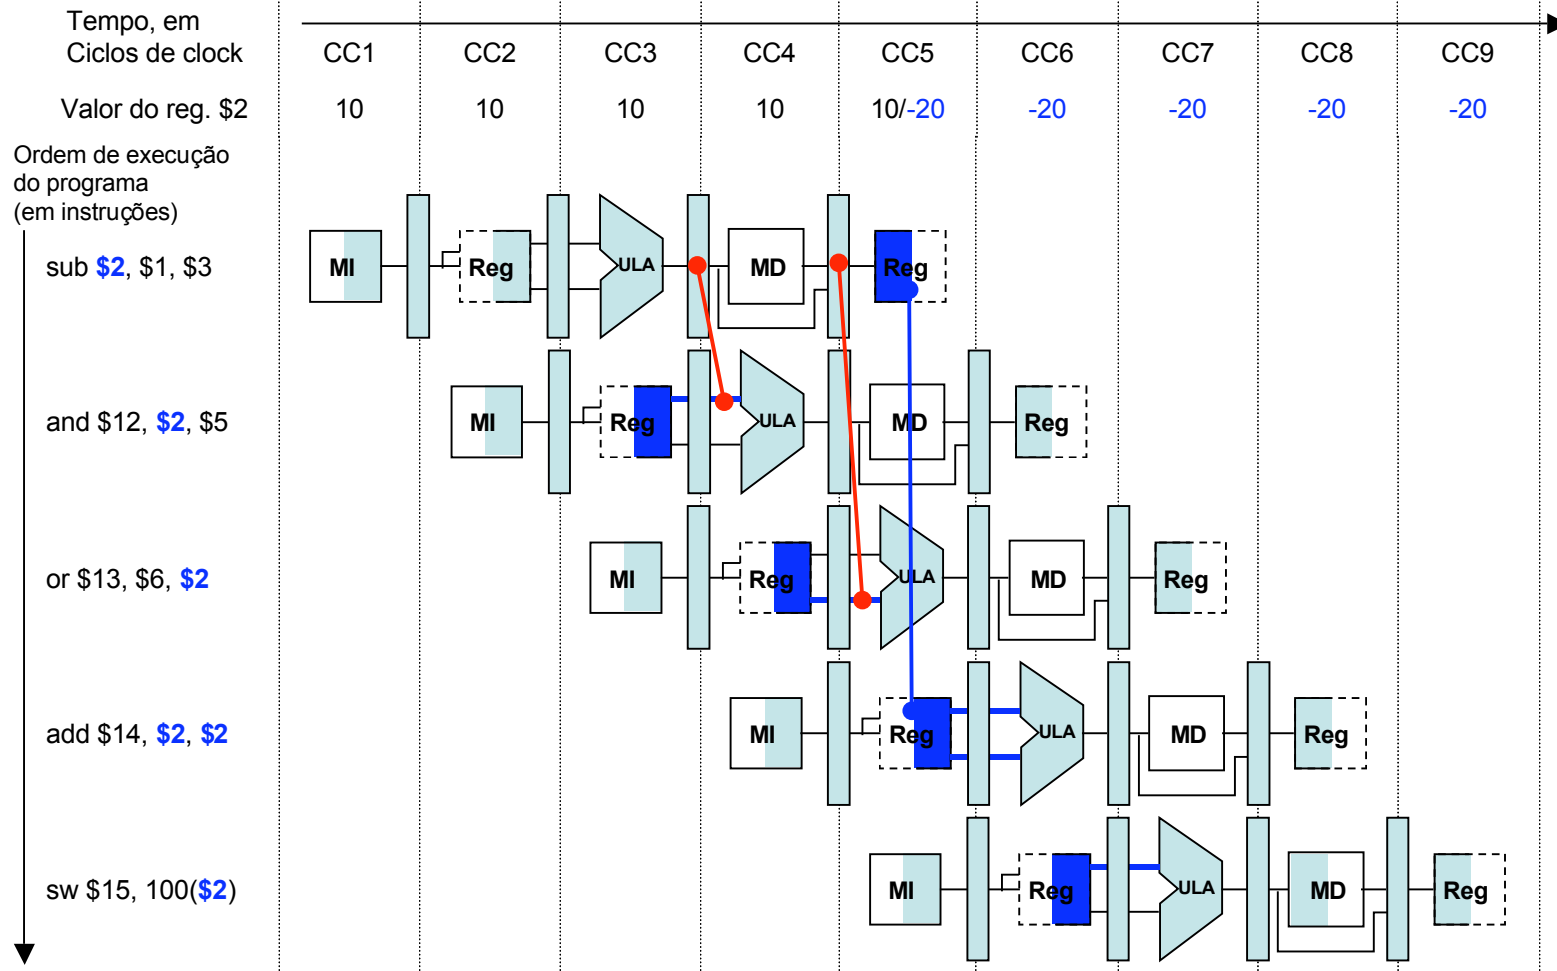 Tempo, em
Ciclos de clock
CC1 CC2 CC3 CC4 CC5 CC6 CC7 CC8 CC9
Valor do reg. $2 10 10 10 10 10/-20 -20 -20 -20 -20
Ordem de execução
do programa
(em instruções)
sub $2, $1, $3 MI Reg ULA MD Reg
and $12, $2, $5 MI Reg ULA MD Reg
or $13, $6, $2 MI Reg ULA MD Reg
add $14, $2, $2 MI Reg ULA MD Reg
sw $15, 100($2) MI Reg ULA MD Reg